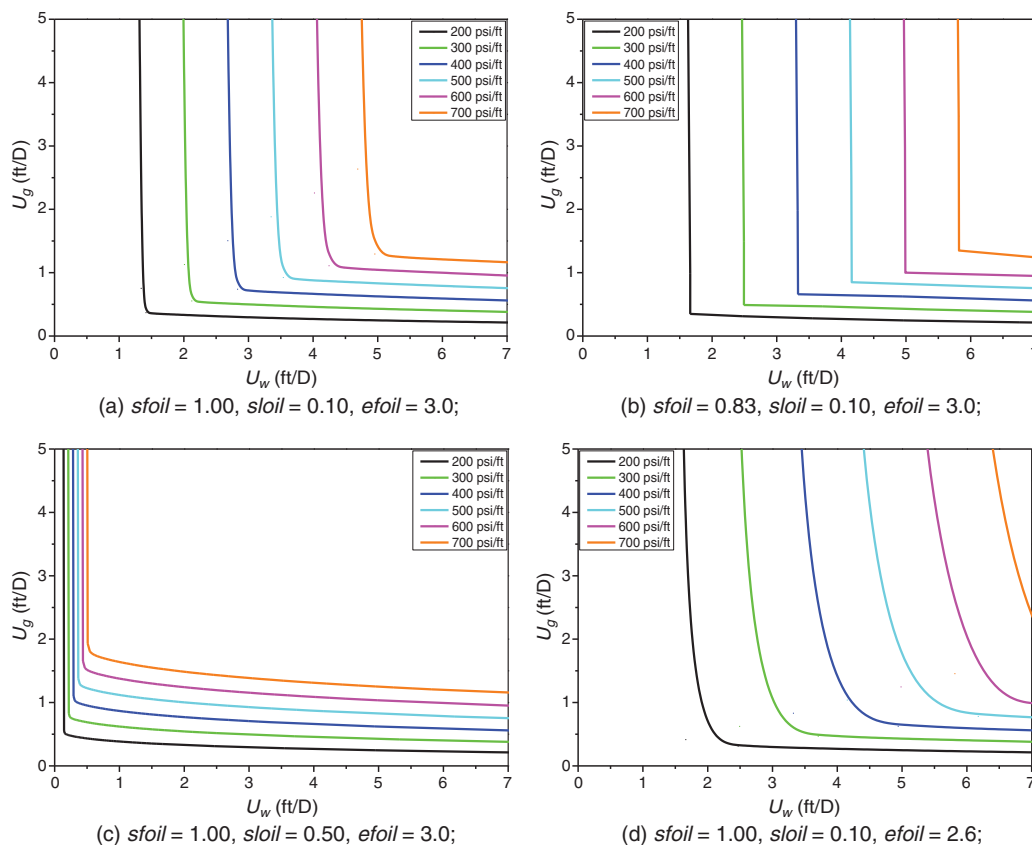 5
4
3
2
1
0
U_g (ft/D)
200 psi/ft
300 psi/ft
400 psi/ft
500 psi/ft
600 psi/ft
700 psi/ft
0 1 2 3 4 5 6 7
U_w (ft/D)
(a) sfoil = 1.00, sloil = 0.10, efoil = 3.0;
5
4
3
2
1
0
U_g (ft/D)
200 psi/ft
300 psi/ft
400 psi/ft
500 psi/ft
600 psi/ft
700 psi/ft
0 1 2 3 4 5 6 7
U_w (ft/D)
(b) sfoil = 0.83, sloil = 0.10, efoil = 3.0;
5
4
3
2
1
0
U_g (ft/D)
200 psi/ft
300 psi/ft
400 psi/ft
500 psi/ft
600 psi/ft
700 psi/ft
0 1 2 3 4 5 6 7
U_w (ft/D)
(c) sfoil = 1.00, sloil = 0.50, efoil = 3.0;
5
4
3
2
1
0
U_g (ft/D)
200 psi/ft
300 psi/ft
400 psi/ft
500 psi/ft
600 psi/ft
700 psi/ft
0 1 2 3 4 5 6 7
U_w (ft/D)
(d) sfoil = 1.00, sloil = 0.10, efoil = 2.6;